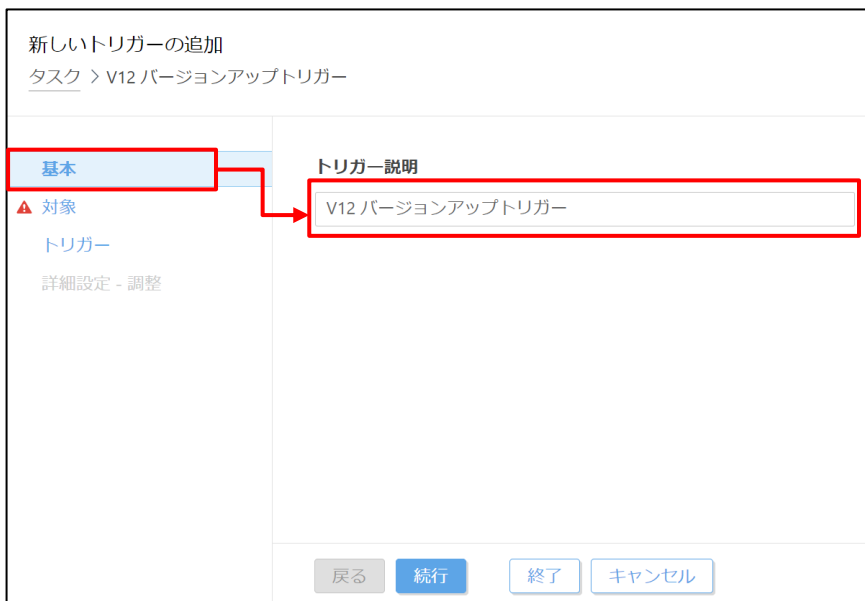 新しいトリガーの追加
タスク > V12 バージョンアップトリガー
基本
対象
トリガー
詳細設定 - 調整
トリガー説明
V12 バージョンアップトリガー
戻る 続行 終了 キャンセル